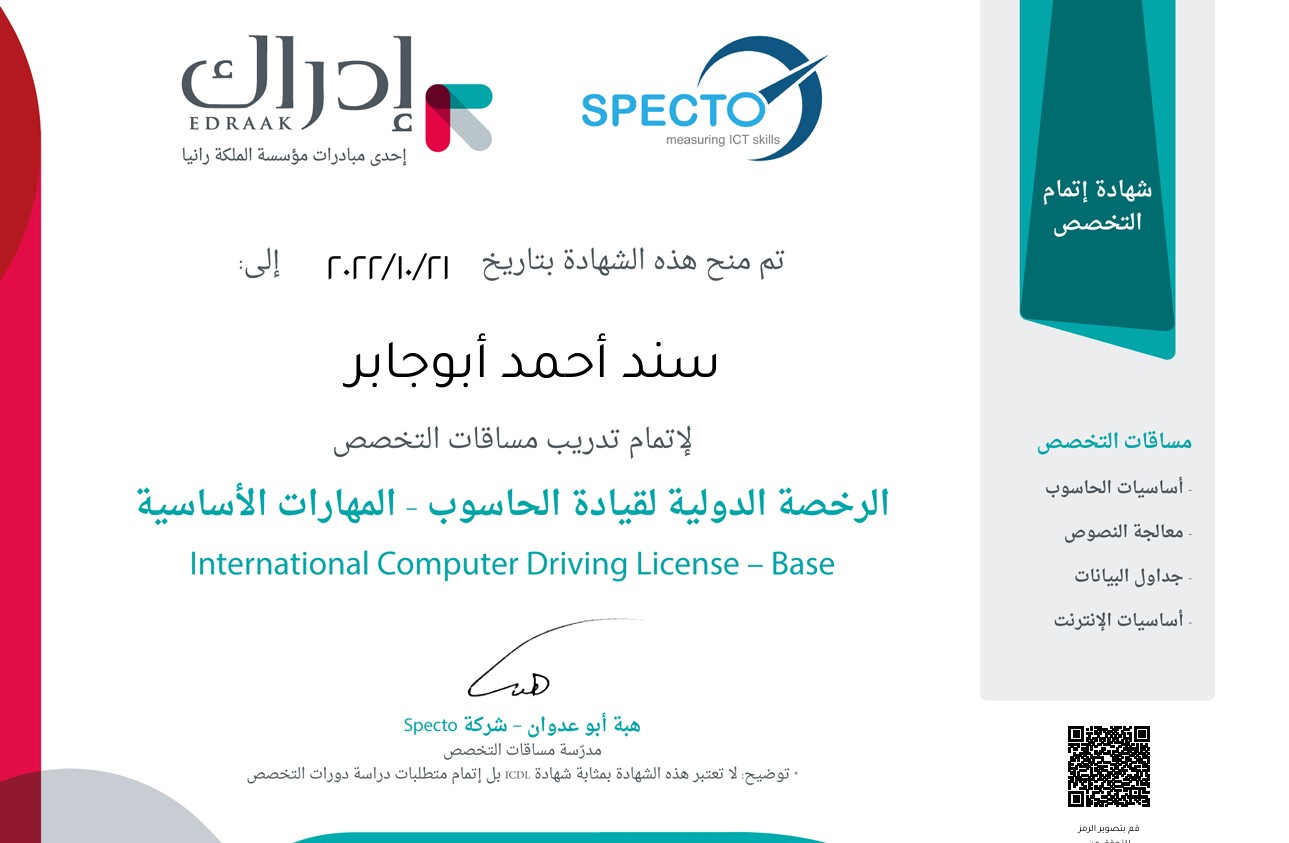 إدراك
EDRAAK
إحدى مبادرات مؤسسة الملكة رانيا
SPECTO
measuring ICT skills
شهادة إتمام
التخصص
تم منح هذه الشهادة بتاريخ ٢٠٢٢/١٠/٢١ إلى:
سند أحمد أبوجابر
لإتمام تدريب مساقات التخصص
الرخصة الدولية لقيادة الحاسوب - المهارات الأساسية
International Computer Driving License – Base
هبة
هبة أبو عدوان – شركة Specto
مدرّسة مساقات التخصص
* توضيح: لا تعتبر هذه الشهادة بمثابة شهادة ICDL بل إتمام متطلبات دراسة دورات التخصص
مساقات التخصص
- أساسيات الحاسوب
- معالجة النصوص
- جداول البيانات
- أساسيات الإنترنت
قم بتصوير الرمز